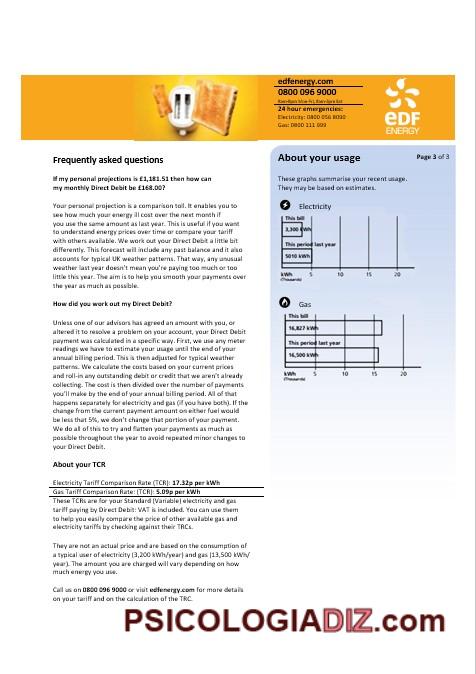 edfenergy.com
0800 096 9000
8am-8pm Mon-Fri, 8am-2pm Sat
24 hour emergencies:
Electricity: 0800 056 8090
Gas: 0800 111 999
eDF
ENERGY
Frequently asked questions
If my personal projections is £1,181.51 then how can
my monthly Direct Debit be £168.00?
Your personal projection is a comparison toll. It enables you to
see how much your energy ill cost over the next month if
you use the same amount as last year. This is useful if you want
to understand energy prices over time or compare your tariff
with others available. We work out your Direct Debit a little bit
differently. This forecast will include any past balance and it also
accounts for typical UK weather patterns. That way, any unusual
weather last year doesn't mean you're paying too much or too
little this year. The aim is to help you smooth your payments over
the year as much as possible.
How did you work out my Direct Debit?
Unless one of our advisors has agreed an amount with you, or
altered it to resolve a problem on your account, your Direct Debit
payment was calculated in a specific way. First, we use any meter
readings we have to estimate your usage until the end of your
annual billing period. This is then adjusted for typical weather
patterns. We calculate the costs based on your current prices
and roll-in any outstanding debit or credit that we aren't already
collecting. The cost is then divided over the number of payments
you'll make by the end of your annual billing period. All of that
happens separately for electricity and gas (if you have both). If the
change from the current payment amount on either fuel would
be less that 5%, we don't change that portion of your payment.
We do all of this to try and flatten your payments as much as
possible throughout the year to avoid repeated minor changes to
your Direct Debit.
About your TCR
Electricity Tariff Comparison Rate (TCR): 17.32p per kWh
Gas Tariff Comparison Rate: (TCR): 5.09p per kWh
These TCRs are for your Standard (Variable) electricity and gas
tariff paying by Direct Debit: VAT is included. You can use them
to help you easily compare the price of other available gas and
electricity tariffs by checking against their TRCs.
They are not an actual price and are based on the consumption of
a typical user of electricity (3,200 kWh/year) and gas (13,500 kWh/
year). The amount you are charged will vary depending on how
much energy you use.
Call us on 0800 096 9000 or visit edfenergy.com for more details
on your tariff and on the calculation of the TRC.
About your usage
Page 3 of 3
These graphs summarise your recent usage.
They may be based on estimates.
Electricity
This bill
3,300 kWh
This period last year
5010 kWh
kWh 5 10 15 20
(Thousands)
Gas
This bill
16,827 kWh
This period last year
16,500 kWh
kWh 5 10 15 20
(Thousands)
PSICOLOGIADIZ.com